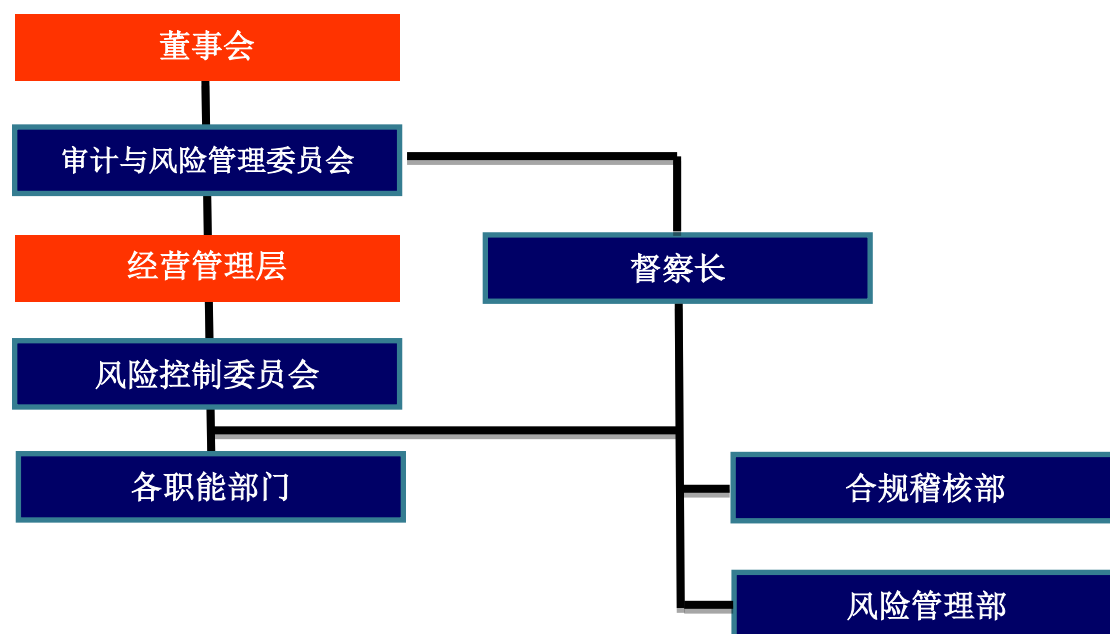 董事会
审计与风险管理委员会
经营管理层
督察长
风险控制委员会
各职能部门
合规稽核部
风险管理部